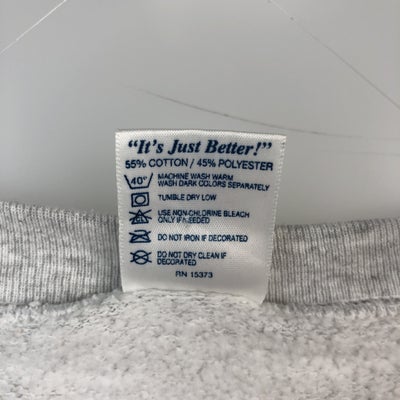 “It's Just Better!”
55% COTTON / 45% POLYESTER
40° MACHINE WASH WARM
WASH DARK COLORS SEPARATELY
TUMBLE DRY LOW
USE NON-CHLORINE BLEACH
ONLY IF NEEDED
DO NOT IRON IF DECORATED
DO NOT DRY CLEAN IF
DECORATED
RN 15373